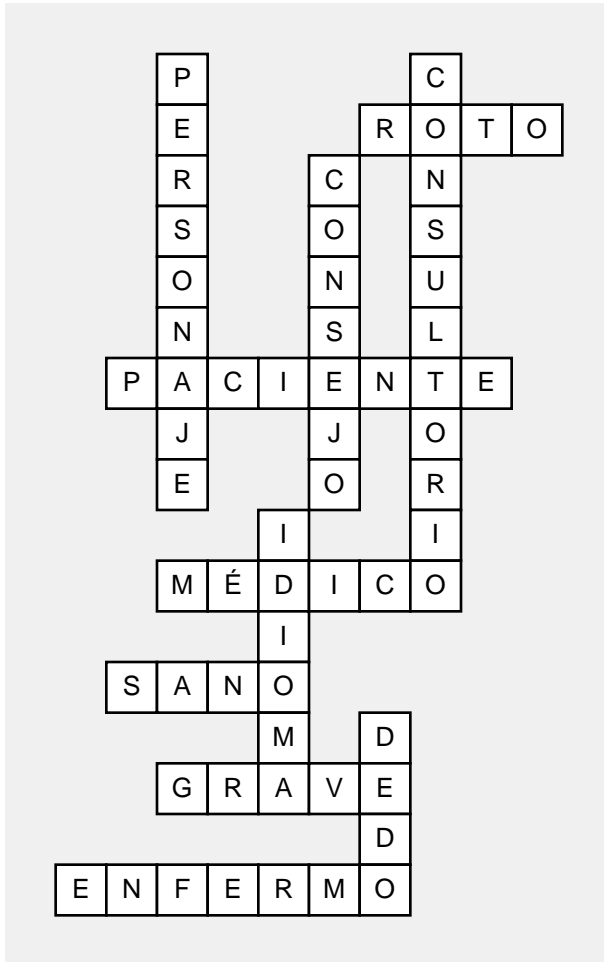 P C
E R O T O
R C N
S O S
O N U
N S L
P A C I E N T E
J J O
E O R
I I
M É D I C O
I
S A N O
M D
G R A V E
D
E N F E R M O